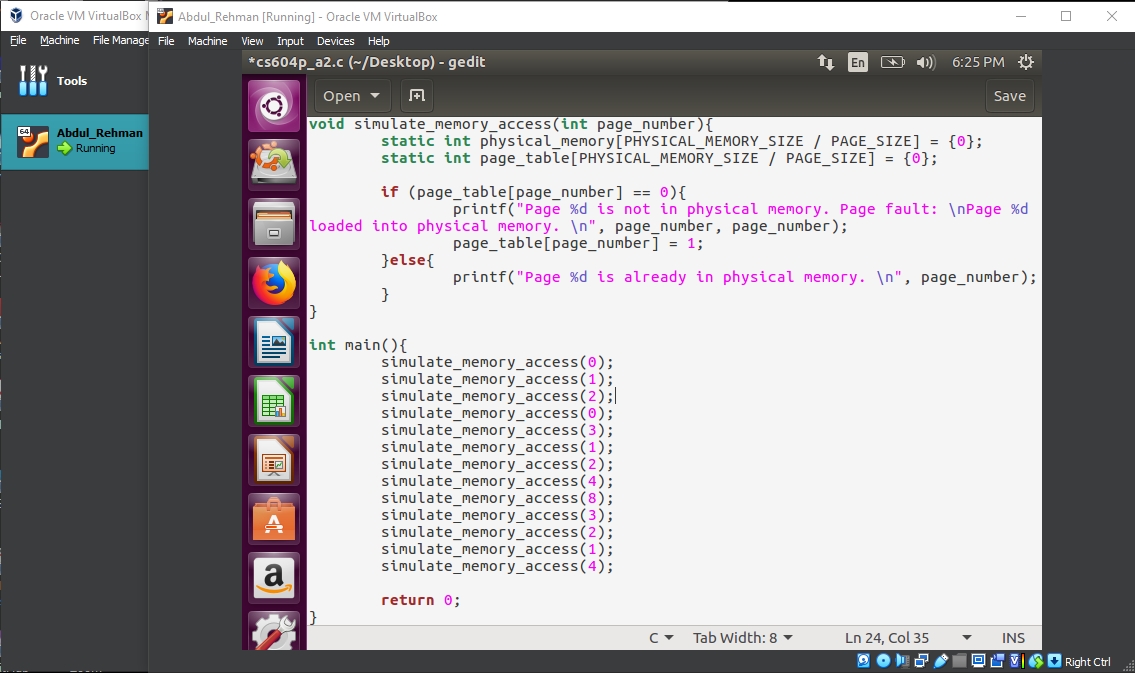 Oracle VM VirtualBox
Abdul_Rehman [Running] - Oracle VM VirtualBox
File Machine File Manage
File Machine View Input Devices Help
Tools
64
Abdul_Rehman
Running
*cs604p_a2.c (~/Desktop) - gedit
En
6:25 PM
Open
Save
void simulate_memory_access(int page_number){
static int physical_memory[PHYSICAL_MEMORY_SIZE / PAGE_SIZE] = {0};
static int page_table[PHYSICAL_MEMORY_SIZE / PAGE_SIZE] = {0};
if (page_table[page_number] == 0){
printf("Page %d is not in physical memory. Page fault: \nPage %d
loaded into physical memory. \n", page_number, page_number);
page_table[page_number] = 1;
}else{
printf("Page %d is already in physical memory. \n", page_number);
}
}
int main(){
simulate_memory_access(0);
simulate_memory_access(1);
simulate_memory_access(2);
simulate_memory_access(0);
simulate_memory_access(3);
simulate_memory_access(1);
simulate_memory_access(2);
simulate_memory_access(4);
simulate_memory_access(8);
simulate_memory_access(3);
simulate_memory_access(2);
simulate_memory_access(1);
simulate_memory_access(4);
return 0;
}
C
Tab Width: 8
Ln 24, Col 35
INS
Right Ctrl